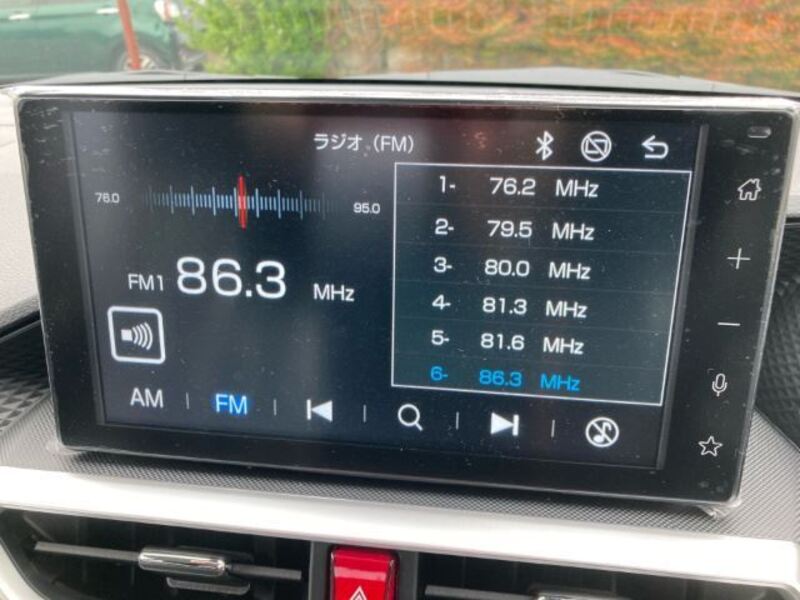 ラジオ (FM)
76.0
95.0
FM1 86.3 MHz
1- 76.2 MHz
2- 79.5 MHz
3- 80.0 MHz
4- 81.3 MHz
5- 81.6 MHz
6- 86.3 MHz
AM
FM